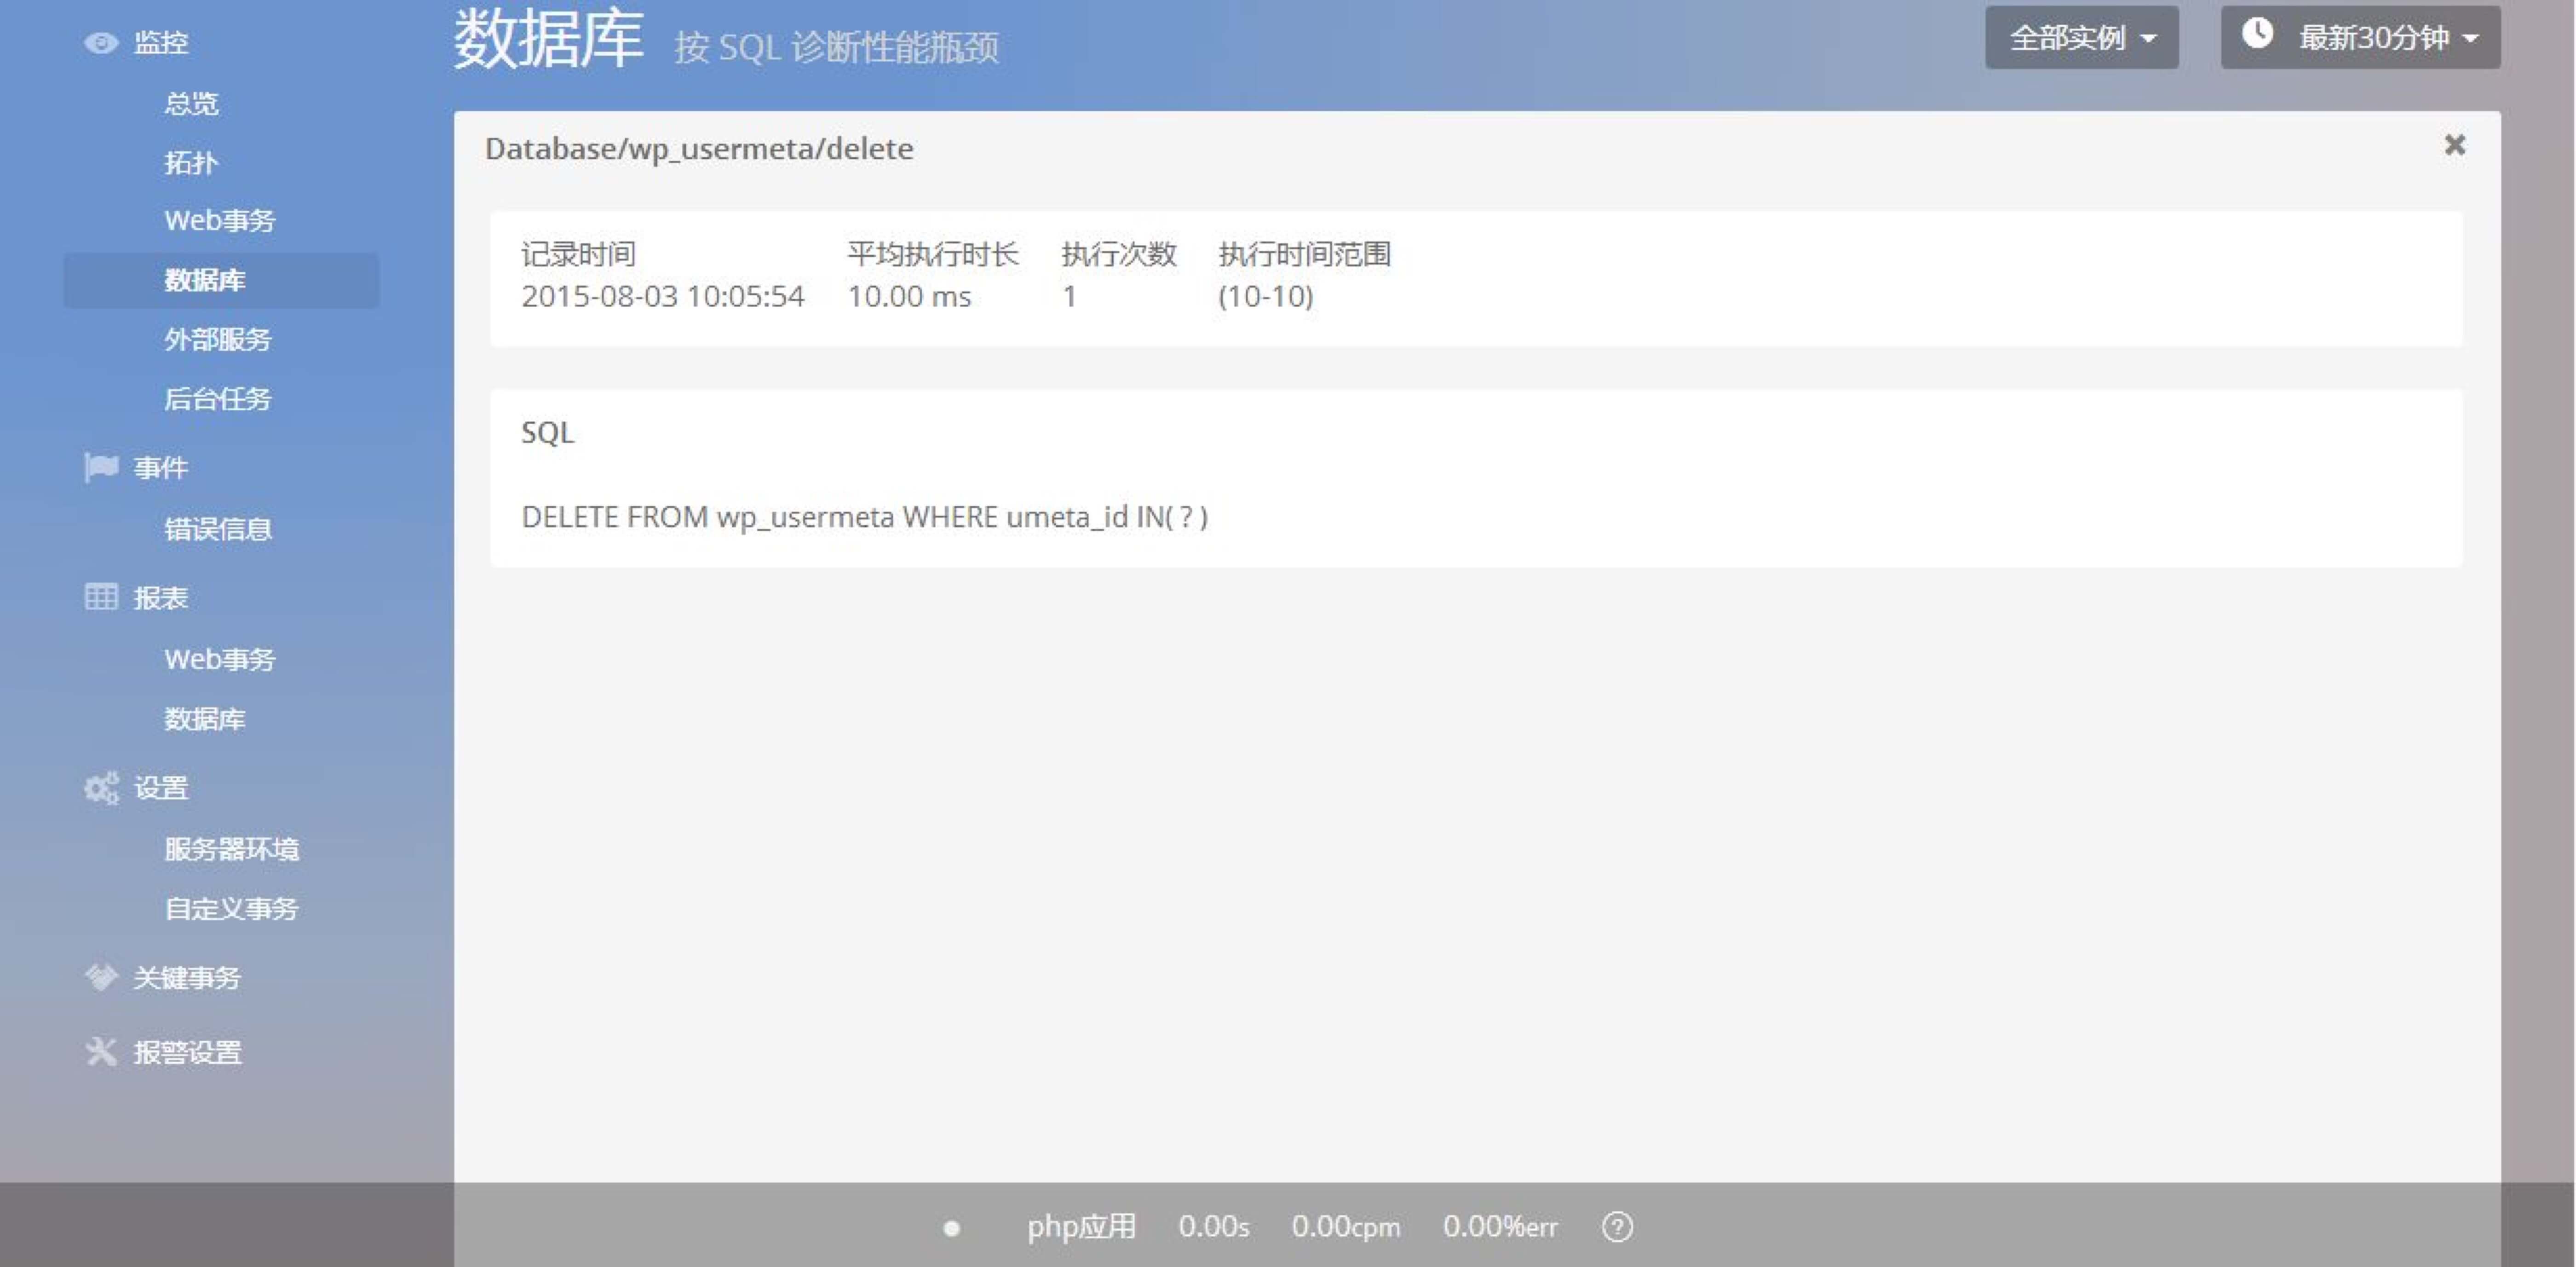 监控
总览
拓扑
Web事务
数据库
外部服务
后台任务
事件
错误信息
报表
Web事务
数据库
设置
服务器环境
自定义事务
关键事务
报警设置
数据库 按 SQL 诊断性能瓶颈
全部实例
最新30分钟
Database/wp_usermeta/delete
记录时间 平均执行时长 执行次数 执行时间范围
2015-08-03 10:05:54 10.00 ms 1 (10-10)
SQL
DELETE FROM wp_usermeta WHERE umeta_id IN( ? )
php应用 0.00s 0.00cpm 0.00%err ?